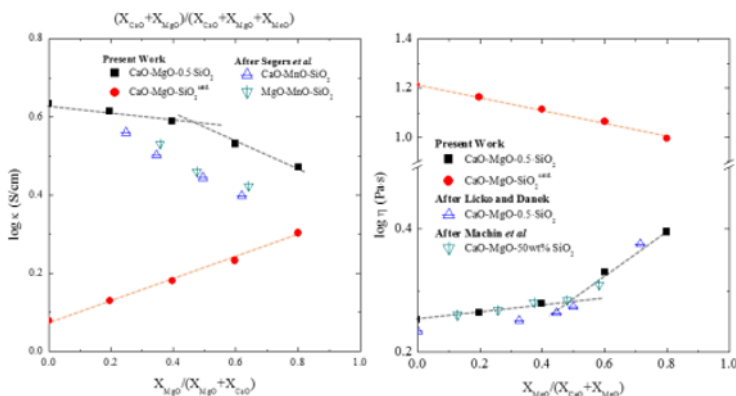 (X_CaO+X_MgO)/(X_CaO+X_MgO+X_MnO)
Present Work
CaO-MgO-0.5·SiO₂
CaO-MgO-SiO₂ˢᵃᵗᵈ
After Segers et al
CaO-MnO-SiO₂
MgO-MnO-SiO₂
log κ (S/cm)
0.8
0.6
0.4
0.2
0.0
0.0 0.2 0.4 0.6 0.8 1.0
X_MgO/(X_MgO+X_CaO)
log η (Pa·s)
1.4
1.2
1.0
0.4
0.2
Present Work
CaO-MgO-0.5·SiO₂
CaO-MgO-SiO₂ˢᵃᵗᵈ
After Licko and Danek
CaO-MgO-0.5·SiO₂
After Machin et al
CaO-MgO-50wt% SiO₂
0.0 0.2 0.4 0.6 0.8 1.0
X_MgO/(X_CaO+X_MgO)